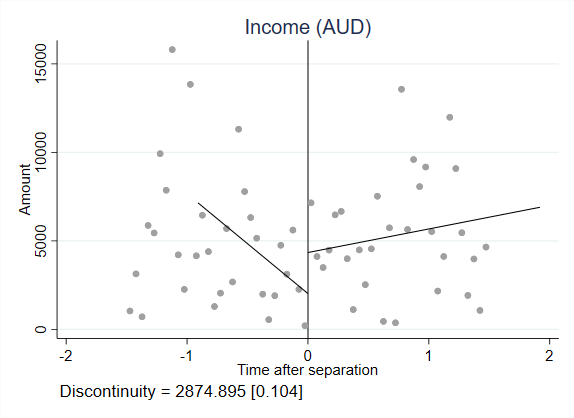 Income (AUD)
15000
10000
5000
0
Amount
-2
-1
0
1
2
Time after separation
Discontinuity = 2874.895 [0.104]